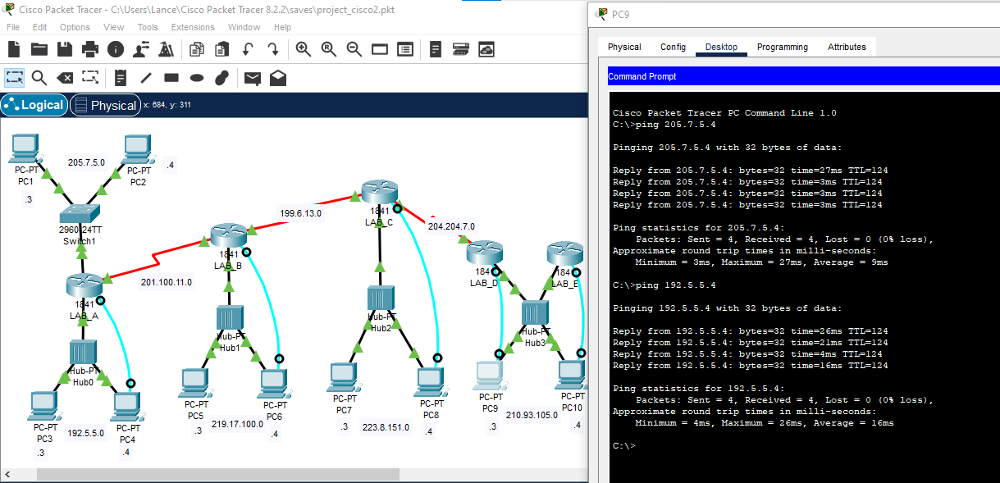 Cisco Packet Tracer - C:\Users\Lance\Cisco Packet Tracer 8.2.2\saves\project_cisco2.pkt
File Edit Options View Tools Extensions Window Help
Logical Physical x: 684, y: 311
PC-PT
PC1
.3
205.7.5.0
PC-PT
PC2
.4
2960-24TT
Switch1
1841
LAB_A
201.100.11.0
Hub-PT
Hub0
PC-PT
PC3
.3
192.5.5.0
PC-PT
PC4
.4
1841
LAB_B
199.6.13.0
Hub-PT
Hub1
PC-PT
PC5
.3
219.17.100.0
PC-PT
PC6
.4
1841
LAB_C
204.204.7.0
Hub-PT
Hub2
PC-PT
PC7
.3
223.8.151.0
PC-PT
PC8
.4
1841
LAB_D
1841
LAB_E
Hub-PT
Hub3
PC-PT
PC9
.3
210.93.105.0
PC-PT
PC10
.4
PC9
Physical Config Desktop Programming Attributes
Command Prompt
Cisco Packet Tracer PC Command Line 1.0
C:\>ping 205.7.5.4
Pinging 205.7.5.4 with 32 bytes of data:
Reply from 205.7.5.4: bytes=32 time=27ms TTL=124
Reply from 205.7.5.4: bytes=32 time=3ms TTL=124
Reply from 205.7.5.4: bytes=32 time=3ms TTL=124
Reply from 205.7.5.4: bytes=32 time=3ms TTL=124
Ping statistics for 205.7.5.4:
Packets: Sent = 4, Received = 4, Lost = 0 (0% loss),
Approximate round trip times in milli-seconds:
Minimum = 3ms, Maximum = 27ms, Average = 9ms
C:\>ping 192.5.5.4
Pinging 192.5.5.4 with 32 bytes of data:
Reply from 192.5.5.4: bytes=32 time=26ms TTL=124
Reply from 192.5.5.4: bytes=32 time=21ms TTL=124
Reply from 192.5.5.4: bytes=32 time=4ms TTL=124
Reply from 192.5.5.4: bytes=32 time=16ms TTL=124
Ping statistics for 192.5.5.4:
Packets: Sent = 4, Received = 4, Lost = 0 (0% loss),
Approximate round trip times in milli-seconds:
Minimum = 4ms, Maximum = 26ms, Average = 16ms
C:\>